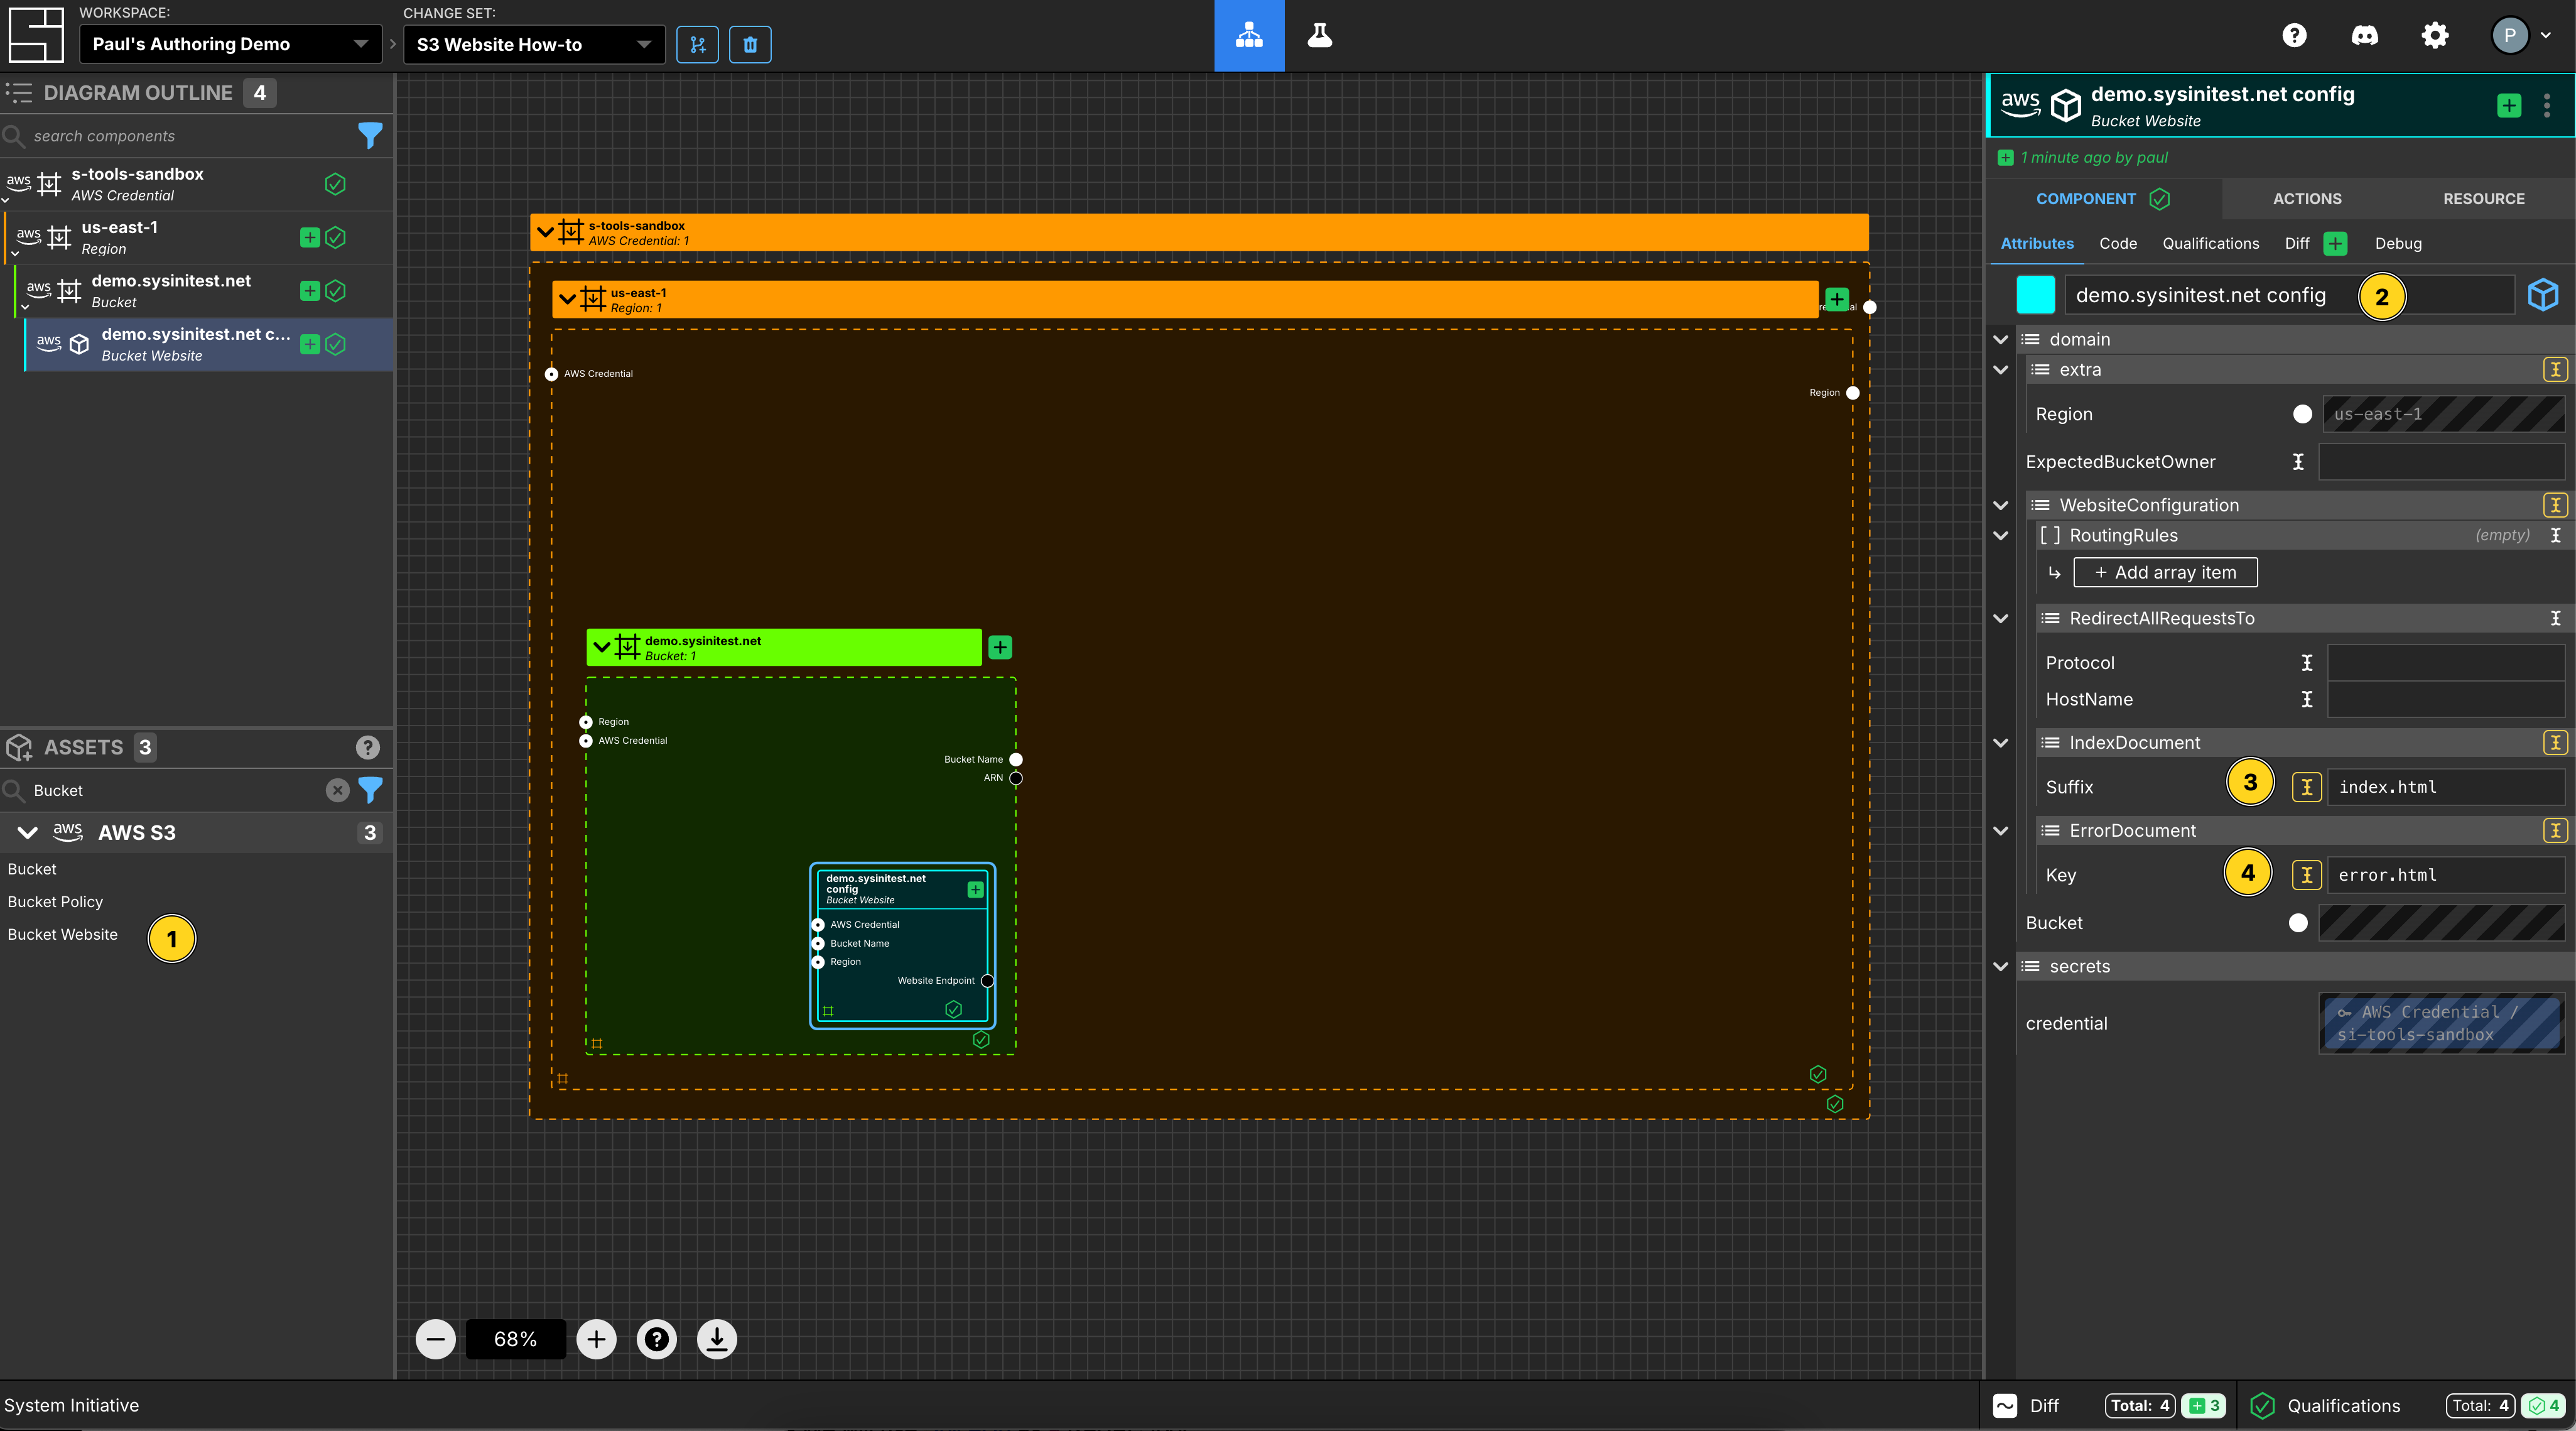 WORKSPACE:
Paul's Authoring Demo
CHANGE SET:
S3 Website How-to
P
DIAGRAM OUTLINE 4
search components
aws
s-tools-sandbox
AWS Credential
aws
us-east-1
Region
aws
demo.sysinitest.net
Bucket
aws
demo.sysinitest.net c...
Bucket Website
ASSETS 3
Bucket
aws AWS S3 3
Bucket
Bucket Policy
Bucket Website
1
s-tools-sandbox
AWS Credential: 1
us-east-1
Region: 1
AWS Credential
Region
demo.sysinitest.net
Bucket: 1
Region
AWS Credential
Bucket Name
ARN
demo.sysinitest.net
config
Bucket Website
AWS Credential
Bucket Name
Region
Website Endpoint
68%
aws
demo.sysinitest.net config
Bucket Website
1 minute ago by paul
COMPONENT ACTIONS RESOURCE
Attributes Code Qualifications Diff Debug
demo.sysinitest.net config 2
domain
extra
Region us-east-1
ExpectedBucketOwner
WebsiteConfiguration
[ ] RoutingRules (empty)
+ Add array item
RedirectAllRequestsTo
Protocol
HostName
IndexDocument
Suffix 3 index.html
ErrorDocument
Key 4 error.html
Bucket
secrets
credential
AWS Credential /
si-tools-sandbox
System Initiative
Diff Total: 4 3
Qualifications Total: 4 4